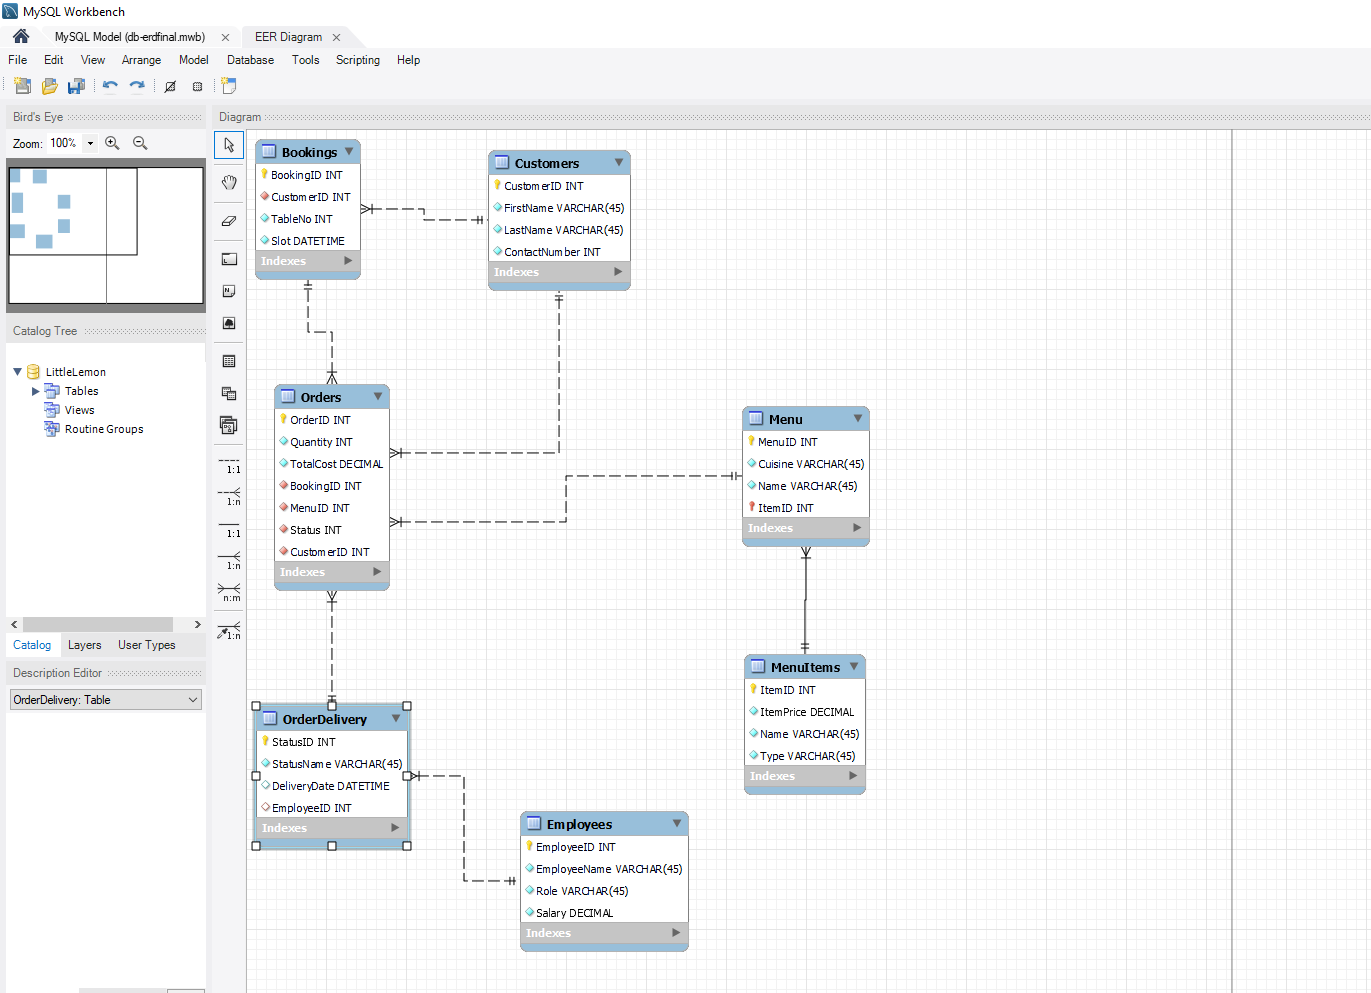 MySQL Workbench
MySQL Model (db-erdfinal.mwb)
EER Diagram
File Edit View Arrange Model Database Tools Scripting Help
Bird's Eye
Zoom: 100%
Catalog Tree
LittleLemon
Tables
Views
Routine Groups
Catalog Layers User Types
Description Editor
OrderDelivery: Table
Diagram
1:1
1:n
1:1
1:n
n:m
1:n
Bookings
BookingID INT
CustomerID INT
TableNo INT
Slot DATETIME
Indexes
Customers
CustomerID INT
FirstName VARCHAR(45)
LastName VARCHAR(45)
ContactNumber INT
Indexes
Orders
OrderID INT
Quantity INT
TotalCost DECIMAL
BookingID INT
MenuID INT
Status INT
CustomerID INT
Indexes
Menu
MenuID INT
Cuisine VARCHAR(45)
Name VARCHAR(45)
ItemID INT
Indexes
MenuItems
ItemID INT
ItemPrice DECIMAL
Name VARCHAR(45)
Type VARCHAR(45)
Indexes
OrderDelivery
StatusID INT
StatusName VARCHAR(45)
DeliveryDate DATETIME
EmployeeID INT
Indexes
Employees
EmployeeID INT
EmployeeName VARCHAR(45)
Role VARCHAR(45)
Salary DECIMAL
Indexes